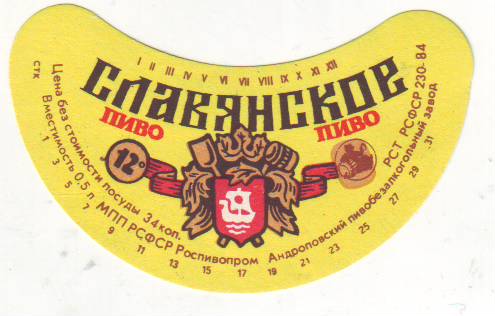 I II III IV V VI VII VIII IX X XI XII
СЛАВЯНСКОЕ
ПИВО
ПИВО
12°
стк
Цена без стоимости посуды 34 коп.
Вместимость 0,5 л
МПП РСФСР Роспивопром Андроповский пивобезалкогольный завод
РСТ РСФСР 230-84
1 3 5 7 9 11 13 15 17 19 21 23 25 27 29 31